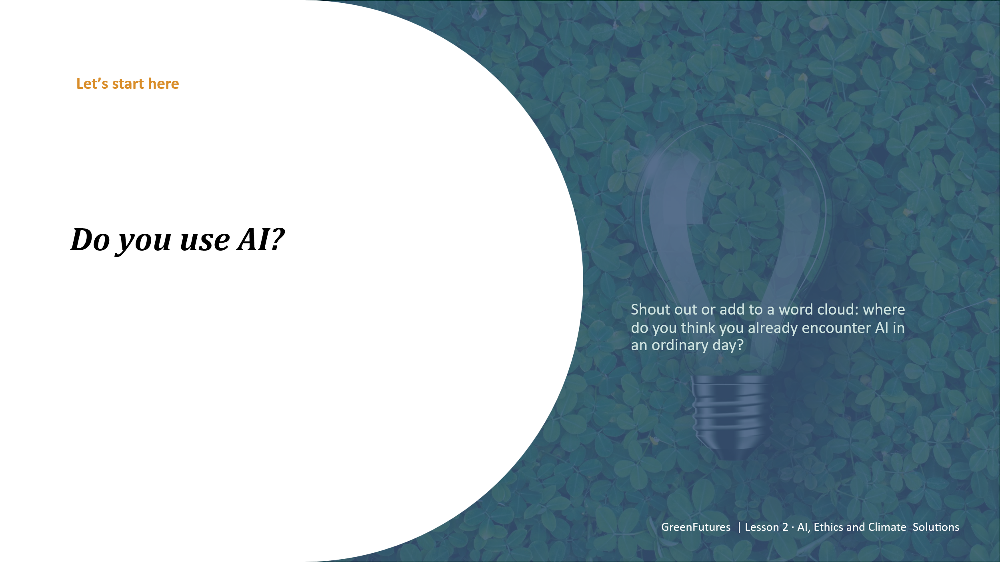 Let’s start here
Do you use AI?
Shout out or add to a word cloud: where
do you think you already encounter AI in
an ordinary day?
GreenFutures | Lesson 2 · AI, Ethics and Climate Solutions